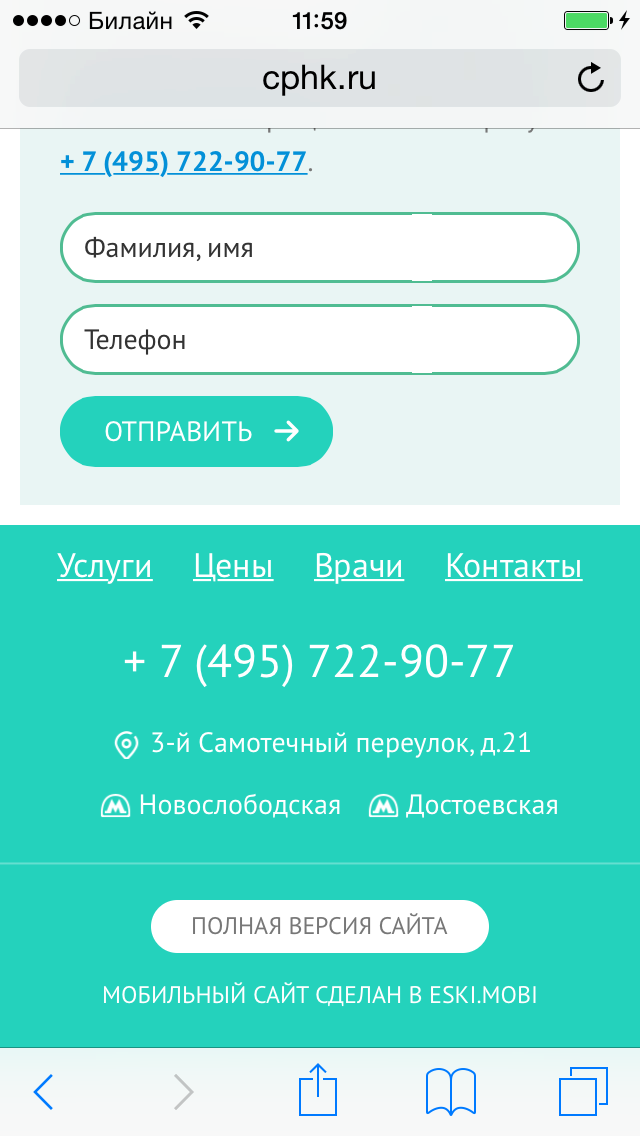 Билайн 11:59
cphk.ru
+ 7 (495) 722-90-77.
Фамилия, имя
Телефон
ОТПРАВИТЬ
Услуги Цены Врачи Контакты
+ 7 (495) 722-90-77
3-й Самотечный переулок, д.21
Новослободская Достоевская
ПОЛНАЯ ВЕРСИЯ САЙТА
МОБИЛЬНЫЙ САЙТ СДЕЛАН В ESKI.MOBI